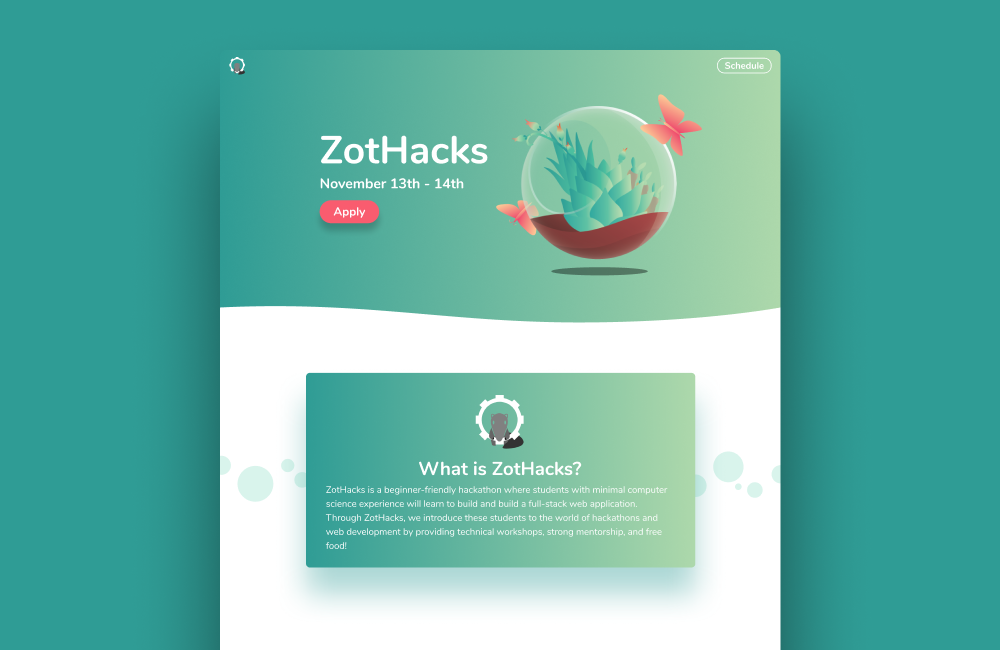 Schedule
ZotHacks
November 13th - 14th
Apply
What is ZotHacks?
ZotHacks is a beginner-friendly hackathon where students with minimal computer
science experience will learn to build and build a full-stack web application.
Through ZotHacks, we introduce these students to the world of hackathons and
web development by providing technical workshops, strong mentorship, and free
food!